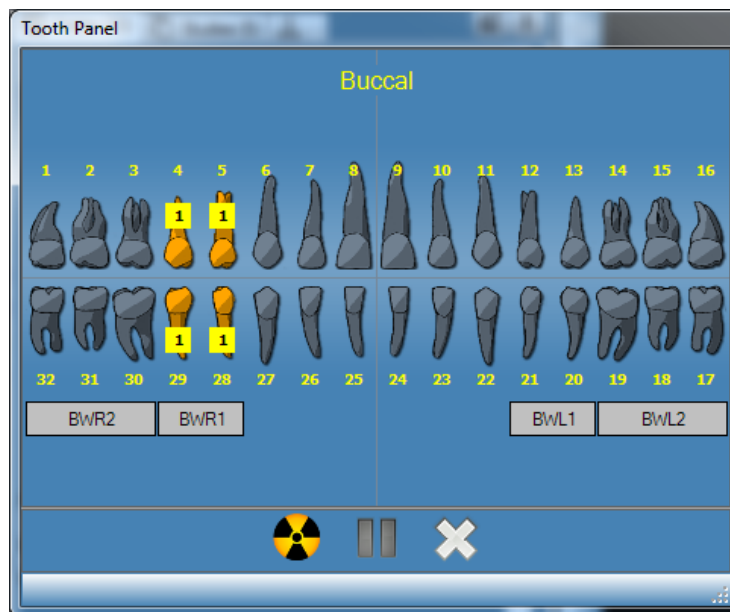 Tooth Panel
Buccal
1 2 3 4 5 6 7 8 9 10 11 12 13 14 15 16
1 1
1 1
32 31 30 29 28 27 26 25 24 23 22 21 20 19 18 17
BWR2 BWR1 BWL1 BWL2